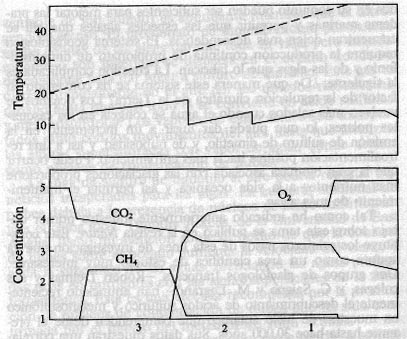 Temperatura
40
30
20
10
Concentración
5
4
3
2
1
CO₂
O₂
CH₄
3
2
1